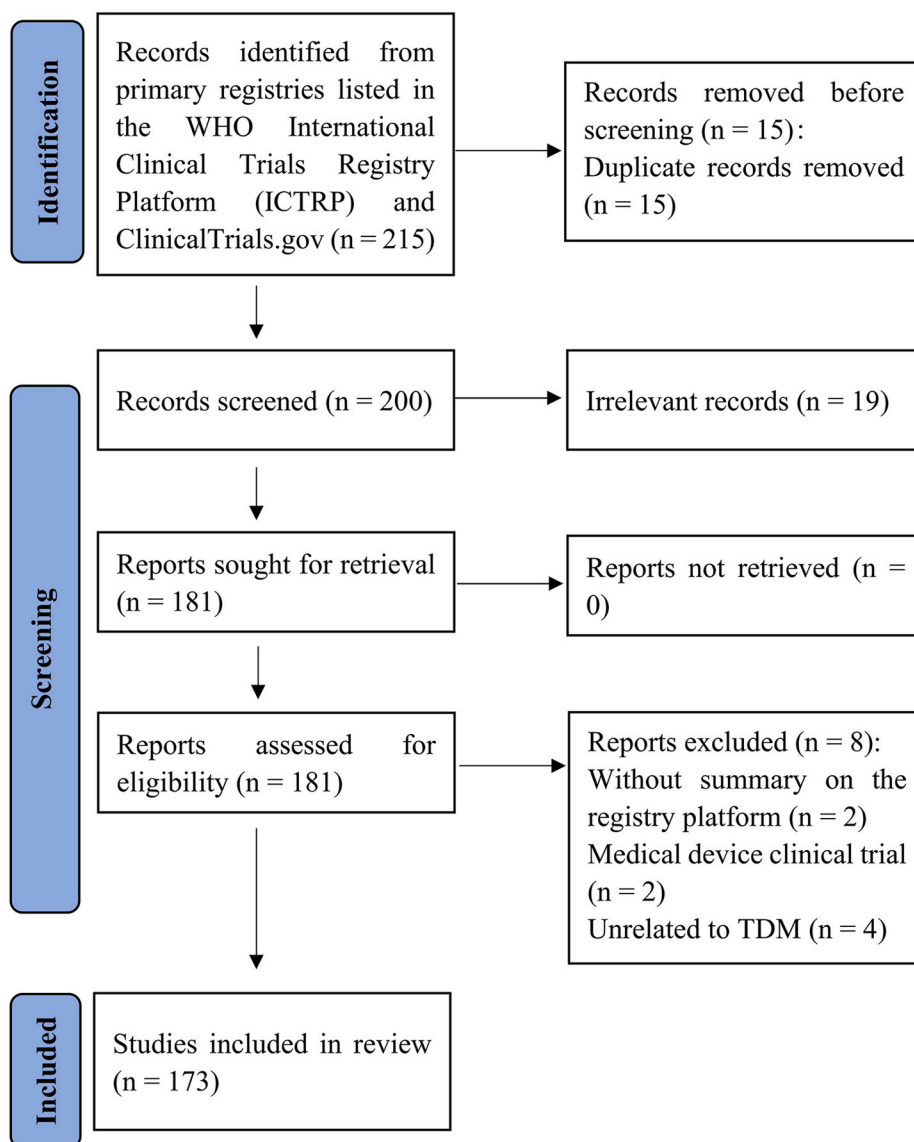 Identification
Records identified from
primary registries listed in
the WHO International
Clinical Trials Registry
Platform (ICTRP) and
ClinicalTrials.gov (n = 215)
Records removed before
screening (n = 15):
Duplicate records removed
(n = 15)
Screening
Records screened (n = 200)
Irrelevant records (n = 19)
Reports sought for retrieval
(n = 181)
Reports not retrieved (n =
0)
Reports assessed for
eligibility (n = 181)
Reports excluded (n = 8):
Without summary on the
registry platform (n = 2)
Medical device clinical trial
(n = 2)
Unrelated to TDM (n = 4)
Included
Studies included in review
(n = 173)